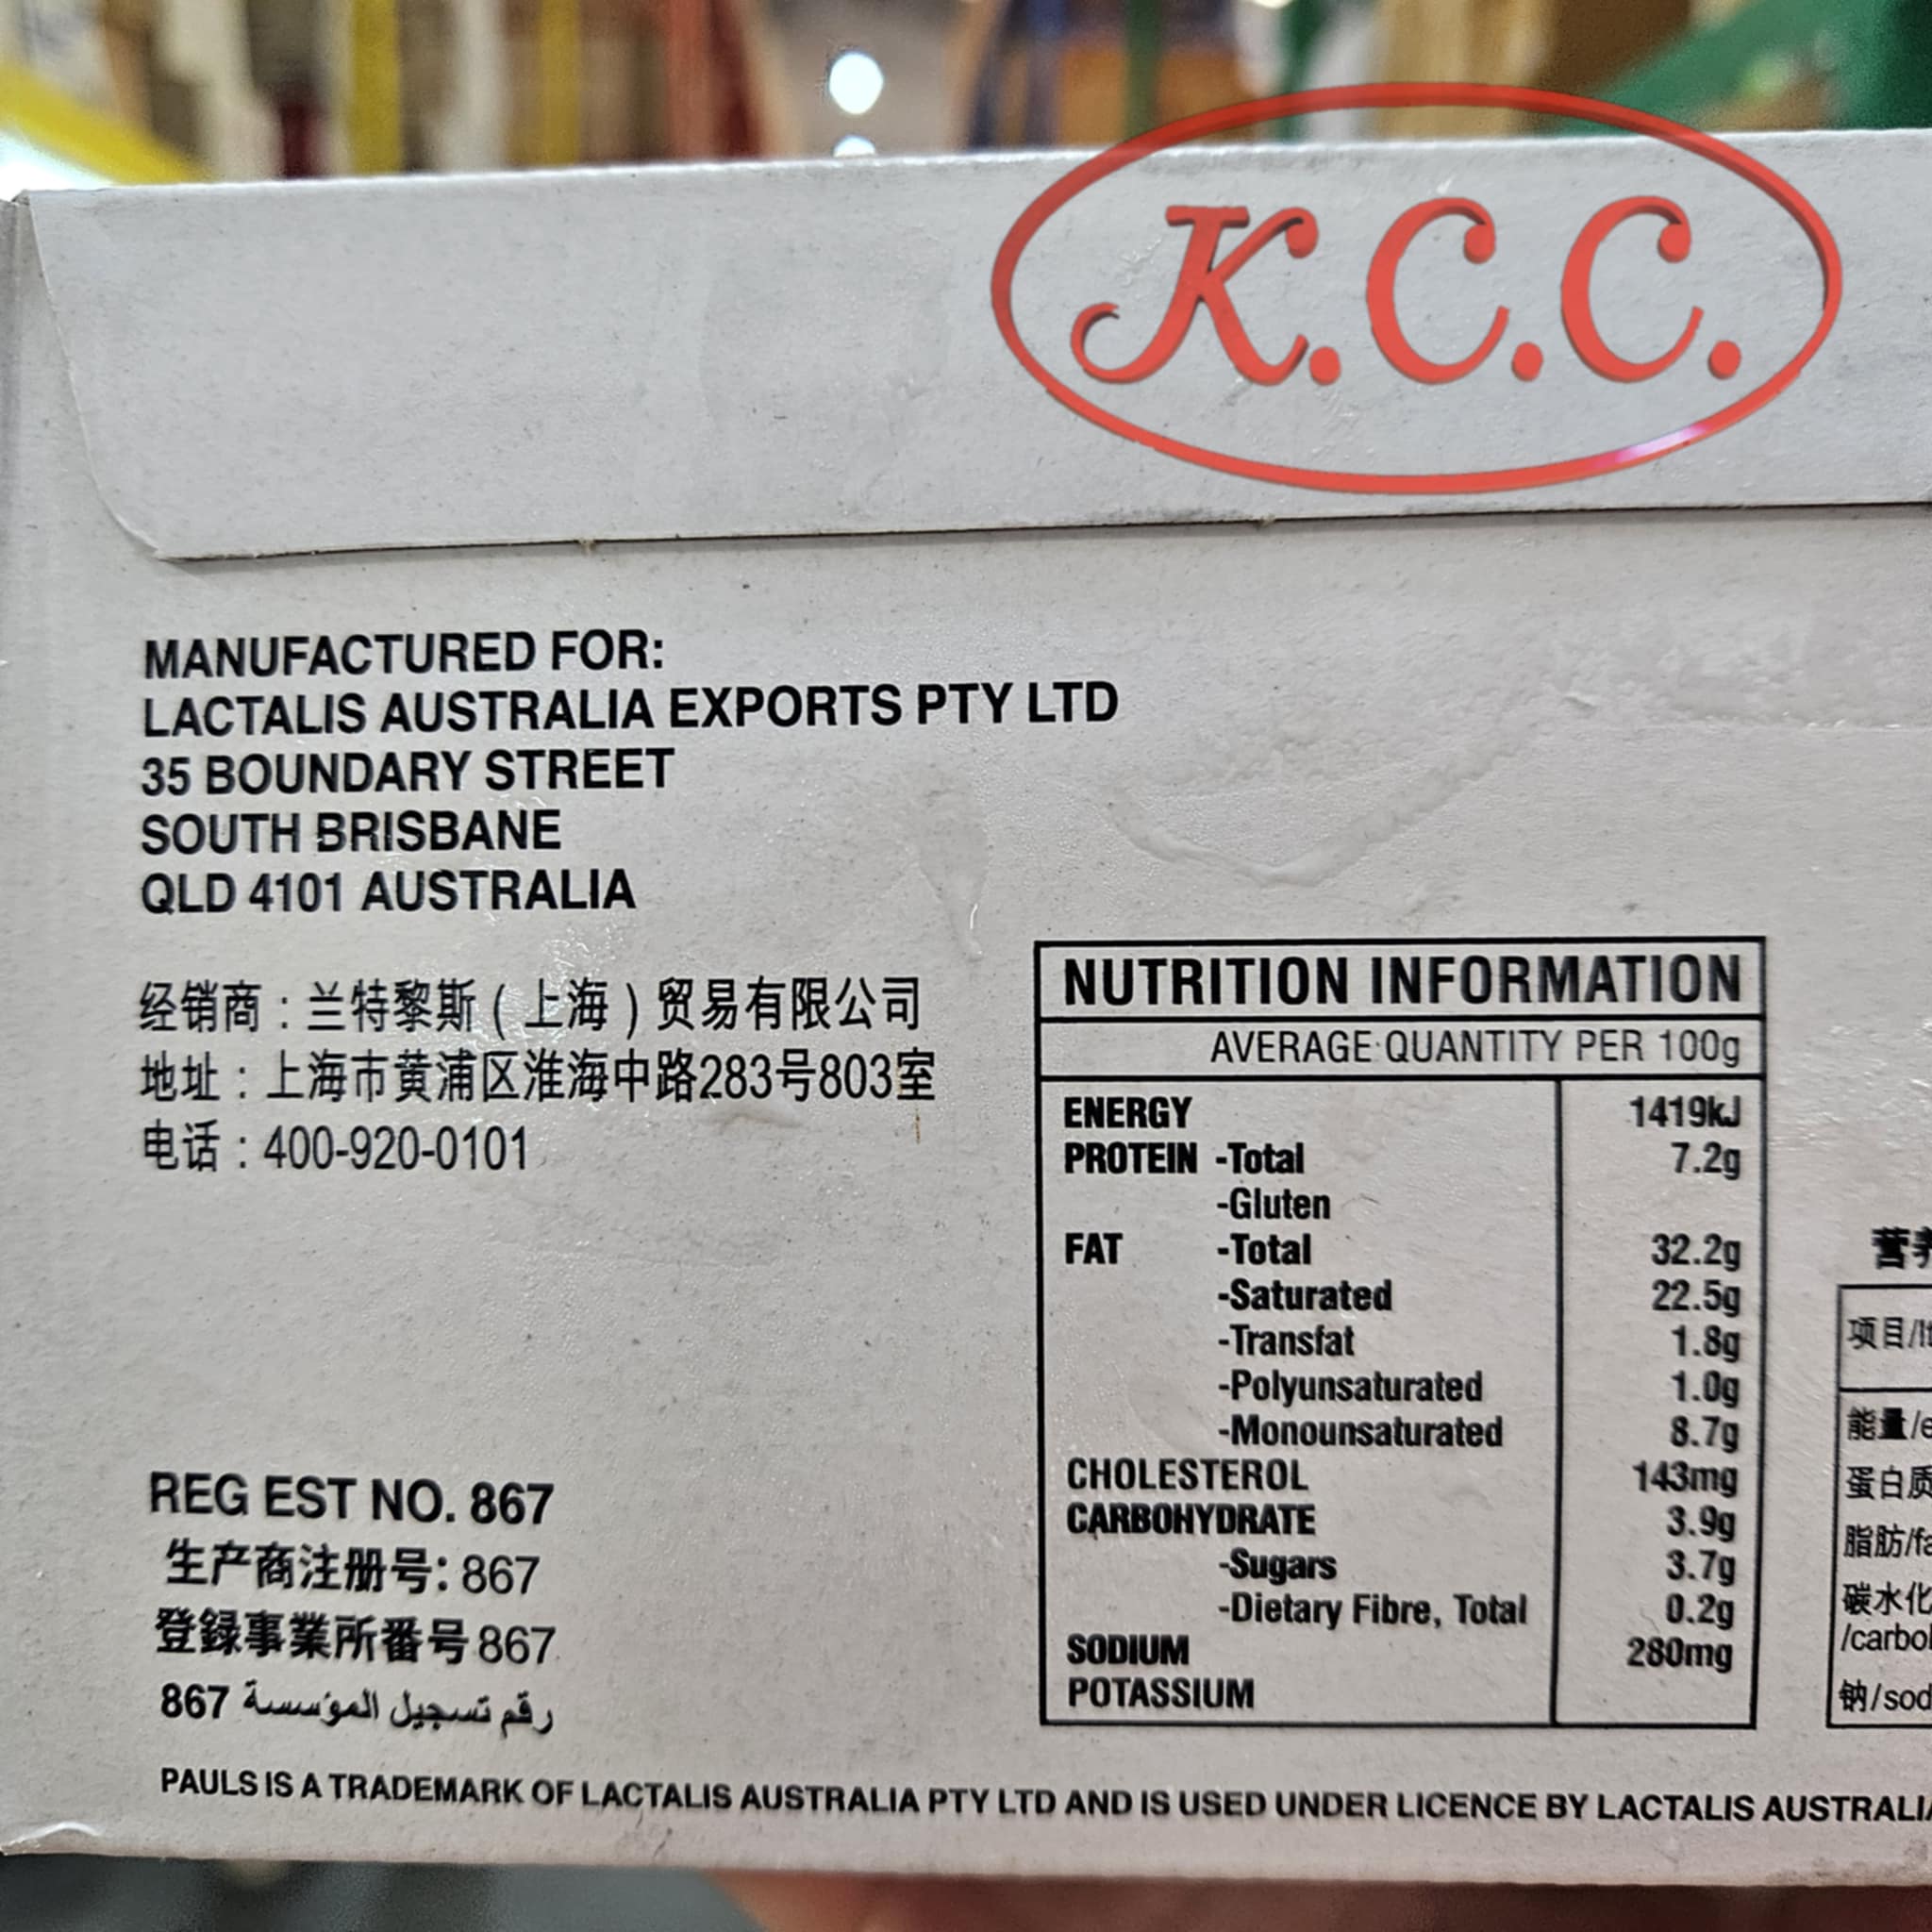 K.C.C.
MANUFACTURED FOR:
LACTALIS AUSTRALIA EXPORTS PTY LTD
35 BOUNDARY STREET
SOUTH BRISBANE
QLD 4101 AUSTRALIA
经销商：兰特黎斯（上海）贸易有限公司
地址：上海市黄浦区淮海中路283号803室
电话：400-920-0101
REG EST NO. 867
生产商注册号: 867
登録事業所番号 867
رقم تسجيل المؤسسة 867
NUTRITION INFORMATION
AVERAGE QUANTITY PER 100g
ENERGY 1419kJ
PROTEIN -Total 7.2g
-Gluten
FAT -Total 32.2g
-Saturated 22.5g
-Transfat 1.8g
-Polyunsaturated 1.0g
-Monounsaturated 8.7g
CHOLESTEROL 143mg
CARBOHYDRATE 3.9g
-Sugars 3.7g
-Dietary Fibre, Total 0.2g
SODIUM 280mg
POTASSIUM
营
项目/
能量/
蛋白质
脂肪/
碳水化
钠/
PAULS IS A TRADEMARK OF LACTALIS AUSTRALIA PTY LTD AND IS USED UNDER LICENCE BY LACTALIS